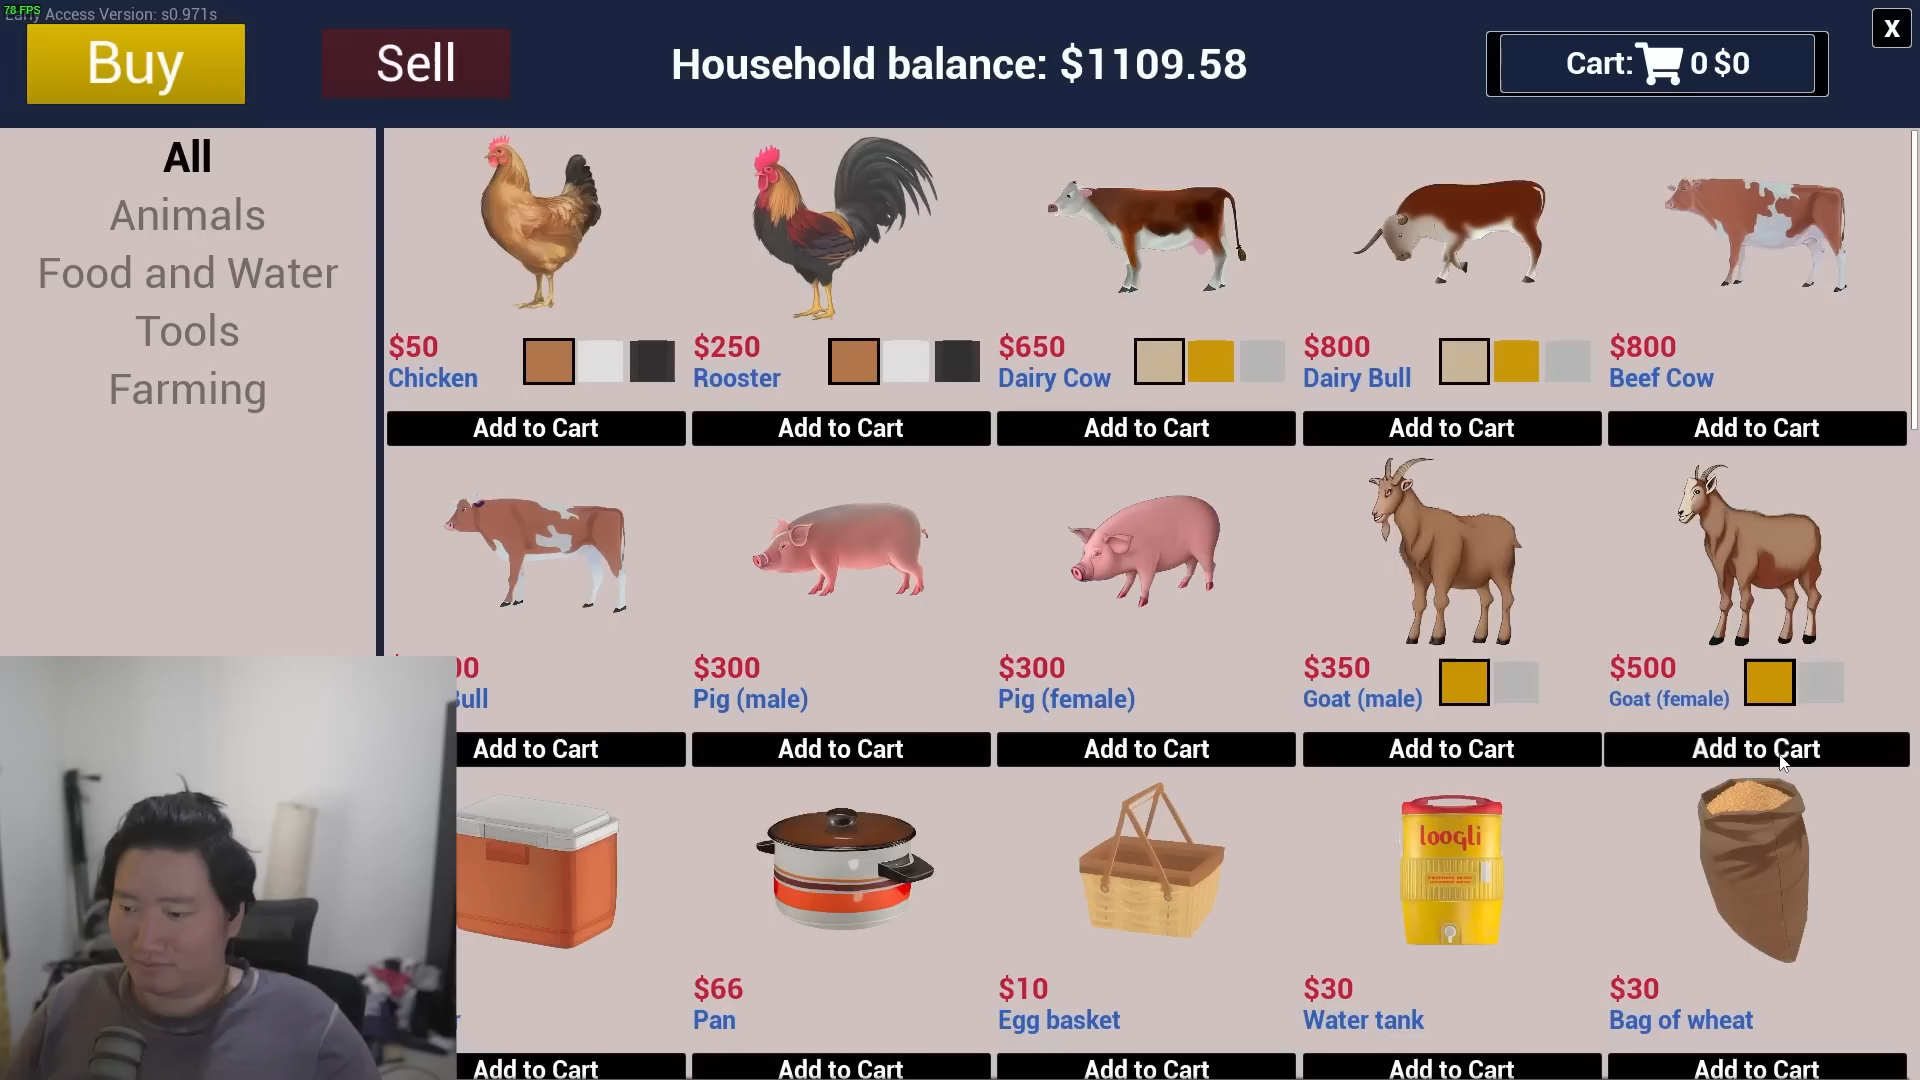 Early Access Version: s0.971s
78 FPS
Buy
Sell
Household balance: $1109.58
Cart: 0 $0
X
All
Animals
Food and Water
Tools
Farming
$50
Chicken
$250
Rooster
$650
Dairy Cow
$800
Dairy Bull
$800
Beef Cow
Add to Cart
Add to Cart
Add to Cart
Add to Cart
Add to Cart
00
Bull
$300
Pig (male)
$300
Pig (female)
$350
Goat (male)
$500
Goat (female)
Add to Cart
Add to Cart
Add to Cart
Add to Cart
Add to Cart
loogli
$66
Pan
$10
Egg basket
$30
Water tank
$30
Bag of wheat
Add to Cart
Add to Cart
Add to Cart
Add to Cart
Add to Cart